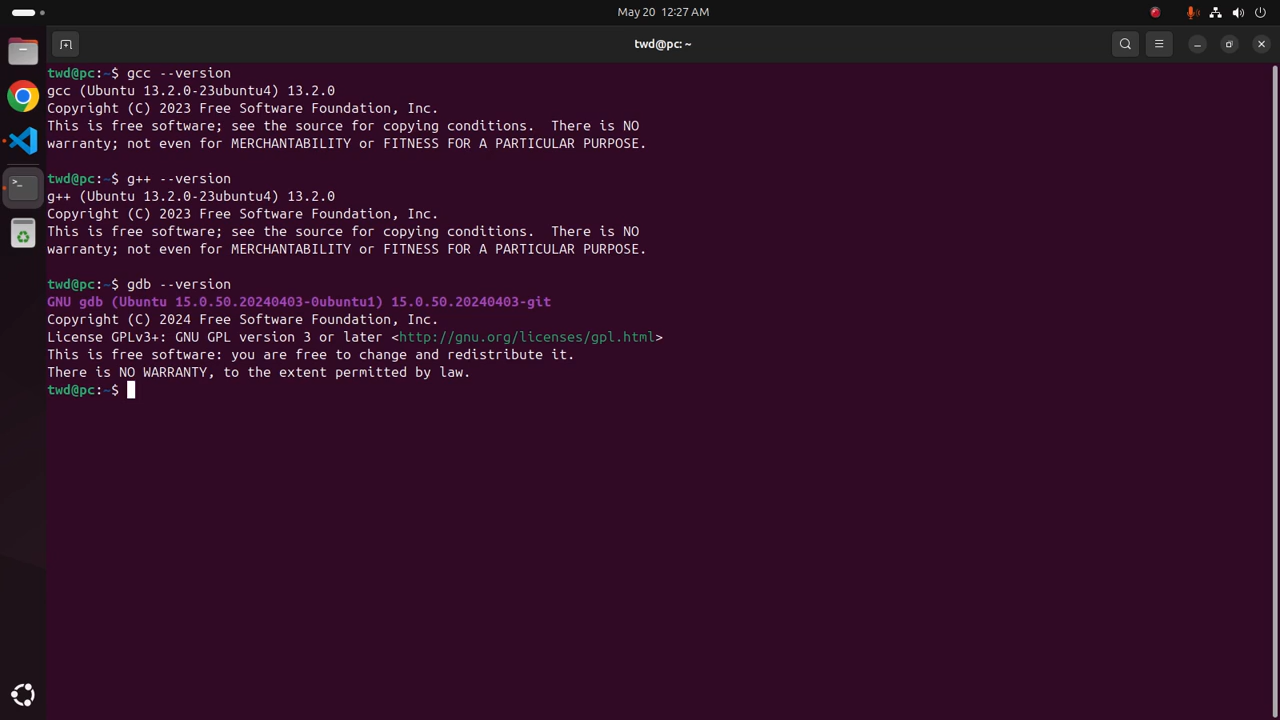 May 20 12:27 AM
twd@pc: ~
twd@pc:~$ gcc --version
gcc (Ubuntu 13.2.0-23ubuntu4) 13.2.0
Copyright (C) 2023 Free Software Foundation, Inc.
This is free software; see the source for copying conditions.  There is NO
warranty; not even for MERCHANTABILITY or FITNESS FOR A PARTICULAR PURPOSE.
twd@pc:~$ g++ --version
g++ (Ubuntu 13.2.0-23ubuntu4) 13.2.0
Copyright (C) 2023 Free Software Foundation, Inc.
This is free software; see the source for copying conditions.  There is NO
warranty; not even for MERCHANTABILITY or FITNESS FOR A PARTICULAR PURPOSE.
twd@pc:~$ gdb --version
GNU gdb (Ubuntu 15.0.50.20240403-0ubuntu1) 15.0.50.20240403-git
Copyright (C) 2024 Free Software Foundation, Inc.
License GPLv3+: GNU GPL version 3 or later <http://gnu.org/licenses/gpl.html>
This is free software: you are free to change and redistribute it.
There is NO WARRANTY, to the extent permitted by law.
twd@pc:~$